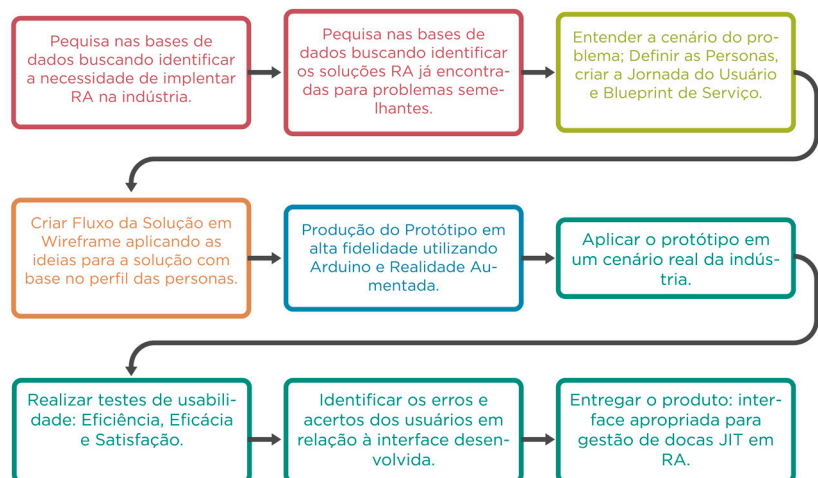 Pequisa nas bases de
dados buscando identificar
a necessidade de implentar
RA na indústria.
Pequisa nas bases de
dados buscando identificar
os soluções RA já encontra-
das para problemas seme-
lhantes.
Entender a cenário do pro-
blema; Definir as Personas,
criar a Jornada do Usuário
e Blueprint de Serviço.
Criar Fluxo da Solução em
Wireframe aplicando as
ideias para a solução com
base no perfil das personas.
Produção do Protótipo em
alta fidelidade utilizando
Arduino e Realidade Au-
mentada.
Aplicar o protótipo em
um cenário real da indús-
tria.
Realizar testes de usabili-
dade: Eficiência, Eficácia
e Satisfação.
Identificar os erros e
acertos dos usuários em
relação à interface desen-
volvida.
Entregar o produto: inter-
face apropriada para
gestão de docas JIT em
RA.